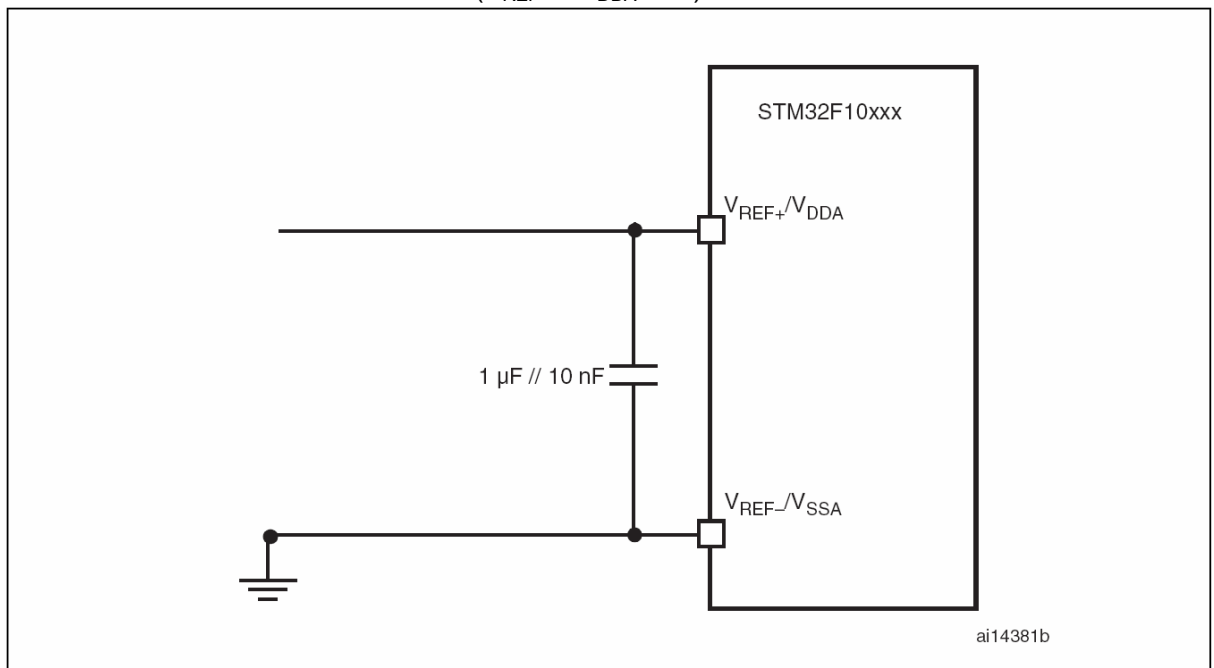 STM32F10xxx
VREF+/VDDA
1 µF // 10 nF
VREF–/VSSA
ai14381b